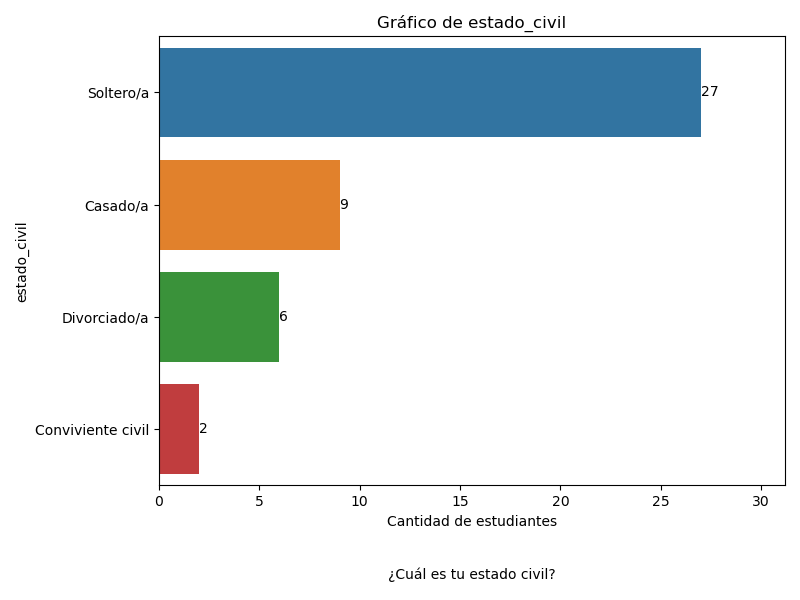 Gráfico de estado_civil
estado_civil
Soltero/a
27
Casado/a
9
Divorciado/a
6
Conviviente civil
2
0 5 10 15 20 25 30
Cantidad de estudiantes
¿Cuál es tu estado civil?